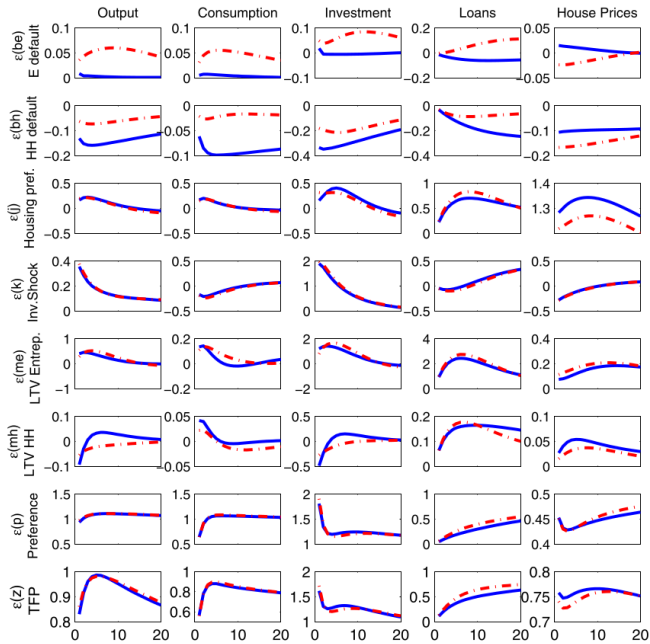 Output Consumption Investment Loans House Prices
ε(be)
E default
0.1 0.1 0.1 0.2 0.1
0.05 0.05 0 0.1 0.05
0 0 −0.1 0 0
−0.1 −0.05
ε(bh)
HH default
0 0 0 0 0
−0.1 −0.05 −0.2 −0.2 −0.1
−0.2 −0.1 −0.4 −0.4 −0.2
ε(j)
Housing pref.
0.5 0.5 0.5 1 1.4
0 0 0 0.5 1.3
−0.5 −0.5 −0.5 0
ε(k)
Inv.Shock
0.4 0.5 2 0.5 0.5
0.2 0 1 0 0
0 −0.5 0 −0.5 −0.5
ε(me)
LTV Entrep.
1 0.2 2 4 0.4
0 0 0 2 0.2
−1 −0.2 −2 0 0
ε(mh)
LTV HH
0.1 0.05 0.5 0.2 0.1
0 0 0 0.1 0.05
−0.1 −0.05 −0.5 0 0
ε(p)
Preference
1.5 1.5 2 1 0.5
1 1 1.5 0.5 0.45
0.5 0.5 1 0 0.4
ε(z)
TFP
1 1 2 1 0.8
0.9 0.8 1.5 0.5 0.75
0.8 0.6 1 0 0.7
0 10 20 0 10 20 0 10 20 0 10 20 0 10 20